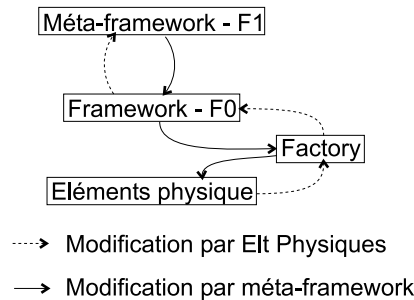 Méta-framework - F1
Framework - F0
Factory
Eléments physique
Modification par Elt Physiques
Modification par méta-framework